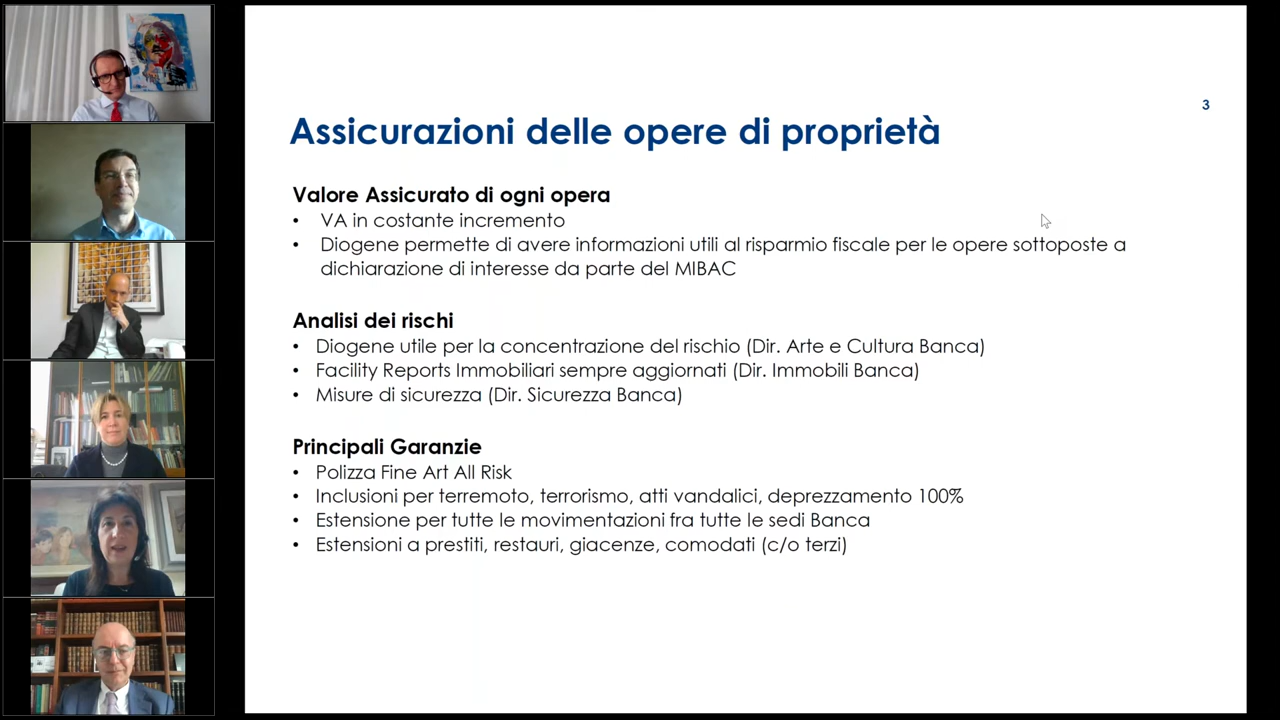 3
Assicurazioni delle opere di proprietà
Valore Assicurato di ogni opera
• VA in costante incremento
• Diogene permette di avere informazioni utili al risparmio fiscale per le opere sottoposte a
dichiarazione di interesse da parte del MIBAC
Analisi dei rischi
• Diogene utile per la concentrazione del rischio (Dir. Arte e Cultura Banca)
• Facility Reports Immobiliari sempre aggiornati (Dir. Immobili Banca)
• Misure di sicurezza (Dir. Sicurezza Banca)
Principali Garanzie
• Polizza Fine Art All Risk
• Inclusioni per terremoto, terrorismo, atti vandalici, deprezzamento 100%
• Estensione per tutte le movimentazioni fra tutte le sedi Banca
• Estensioni a prestiti, restauri, giacenze, comodati (c/o terzi)